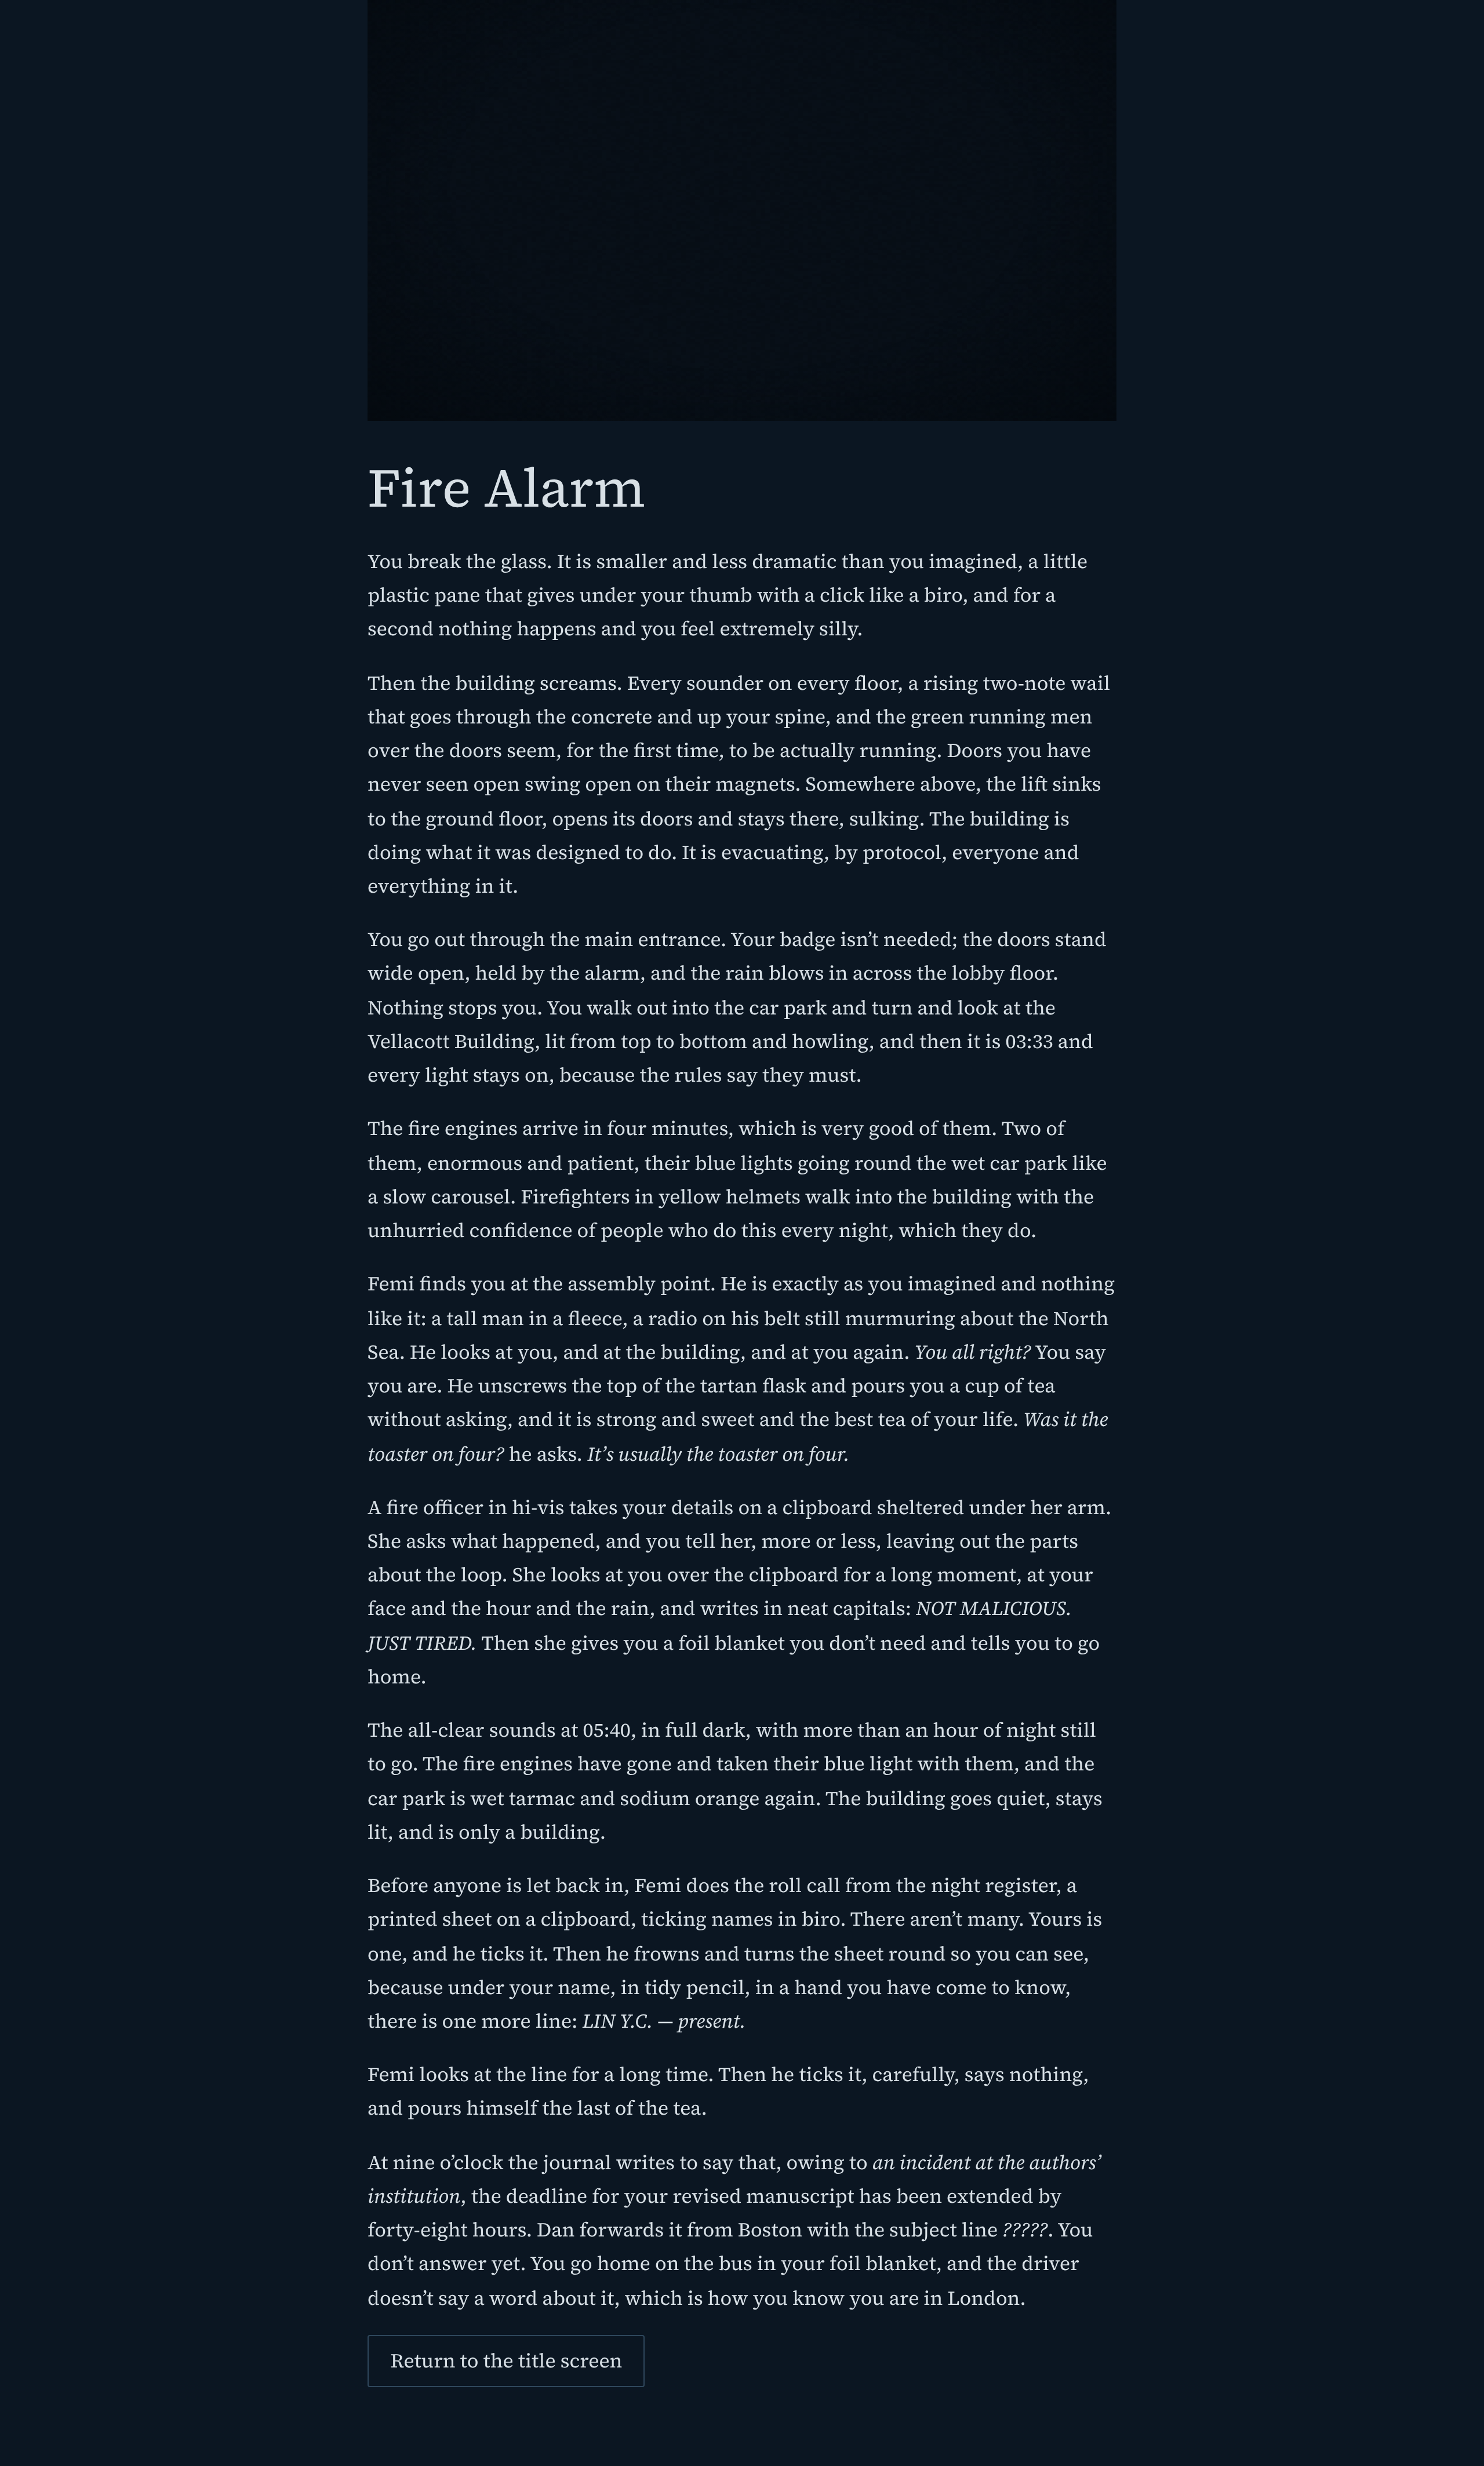 Fire Alarm
You break the glass. It is smaller and less dramatic than you imagined, a little
plastic pane that gives under your thumb with a click like a biro, and for a
second nothing happens and you feel extremely silly.
Then the building screams. Every sounder on every floor, a rising two-note wail
that goes through the concrete and up your spine, and the green running men
over the doors seem, for the first time, to be actually running. Doors you have
never seen open swing open on their magnets. Somewhere above, the lift sinks
to the ground floor, opens its doors and stays there, sulking. The building is
doing what it was designed to do. It is evacuating, by protocol, everyone and
everything in it.
You go out through the main entrance. Your badge isn’t needed; the doors stand
wide open, held by the alarm, and the rain blows in across the lobby floor.
Nothing stops you. You walk out into the car park and turn and look at the
Vellacott Building, lit from top to bottom and howling, and then it is 03:33 and
every light stays on, because the rules say they must.
The fire engines arrive in four minutes, which is very good of them. Two of
them, enormous and patient, their blue lights going round the wet car park like
a slow carousel. Firefighters in yellow helmets walk into the building with the
unhurried confidence of people who do this every night, which they do.
Femi finds you at the assembly point. He is exactly as you imagined and nothing
like it: a tall man in a fleece, a radio on his belt still murmuring about the North
Sea. He looks at you, and at the building, and at you again. You all right? You say
you are. He unscrews the top of the tartan flask and pours you a cup of tea
without asking, and it is strong and sweet and the best tea of your life. Was it the
toaster on four? he asks. It’s usually the toaster on four.
A fire officer in hi-vis takes your details on a clipboard sheltered under her arm.
She asks what happened, and you tell her, more or less, leaving out the parts
about the loop. She looks at you over the clipboard for a long moment, at your
face and the hour and the rain, and writes in neat capitals: NOT MALICIOUS.
JUST TIRED. Then she gives you a foil blanket you don’t need and tells you to go
home.
The all-clear sounds at 05:40, in full dark, with more than an hour of night still
to go. The fire engines have gone and taken their blue light with them, and the
car park is wet tarmac and sodium orange again. The building goes quiet, stays
lit, and is only a building.
Before anyone is let back in, Femi does the roll call from the night register, a
printed sheet on a clipboard, ticking names in biro. There aren’t many. Yours is
one, and he ticks it. Then he frowns and turns the sheet round so you can see,
because under your name, in tidy pencil, in a hand you have come to know,
there is one more line: LIN Y.C. — present.
Femi looks at the line for a long time. Then he ticks it, carefully, says nothing,
and pours himself the last of the tea.
At nine o’clock the journal writes to say that, owing to an incident at the authors’
institution, the deadline for your revised manuscript has been extended by
forty-eight hours. Dan forwards it from Boston with the subject line ?????. You
don’t answer yet. You go home on the bus in your foil blanket, and the driver
doesn’t say a word about it, which is how you know you are in London.
Return to the title screen